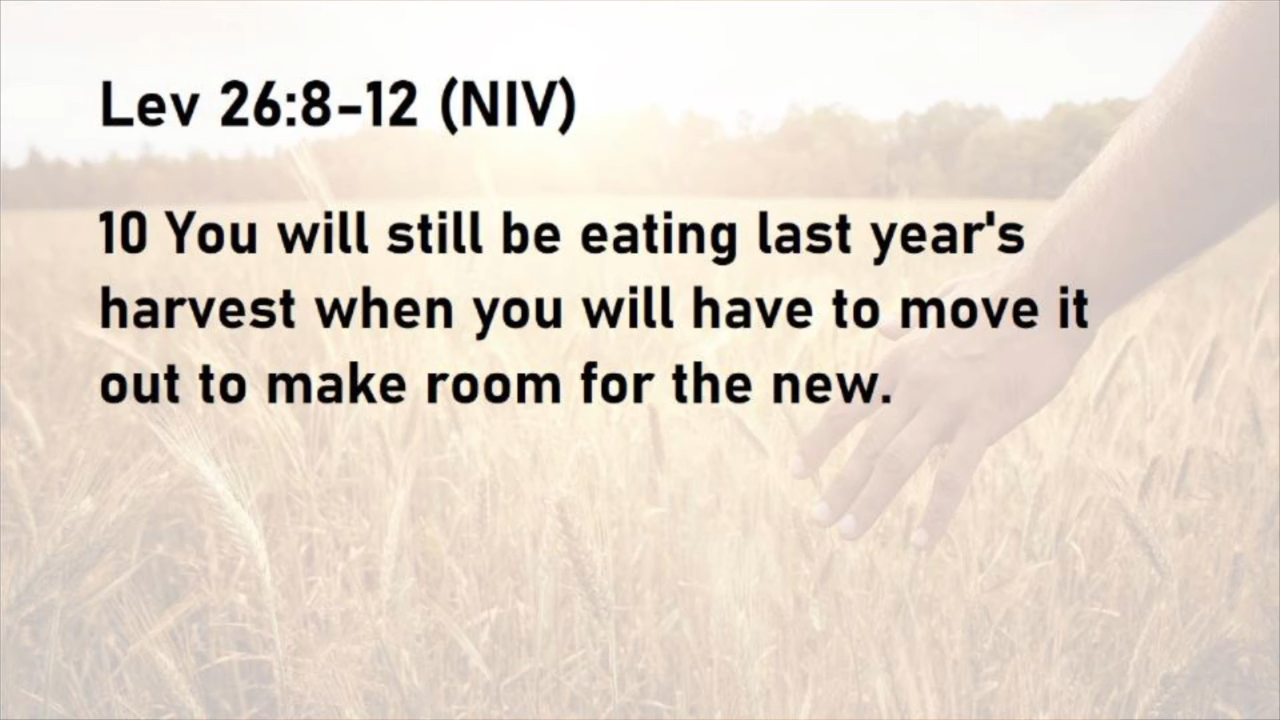 Lev 26:8-12 (NIV)
10 You will still be eating last year's
harvest when you will have to move it
out to make room for the new.